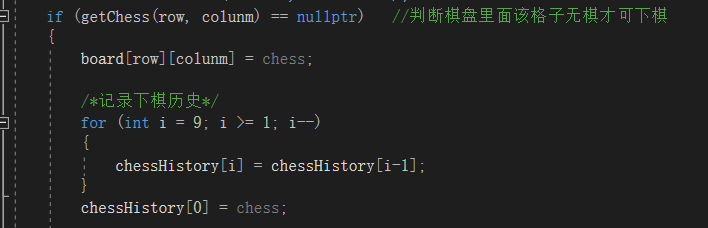 if (getChess(row, colunm) == nullptr)   //判断棋盘里面该格子无棋才可下棋
{
    board[row][colunm] = chess;
    /*记录下棋历史*/
    for (int i = 9; i >= 1; i--)
    {
        chessHistory[i] = chessHistory[i-1];
    }
    chessHistory[0] = chess;